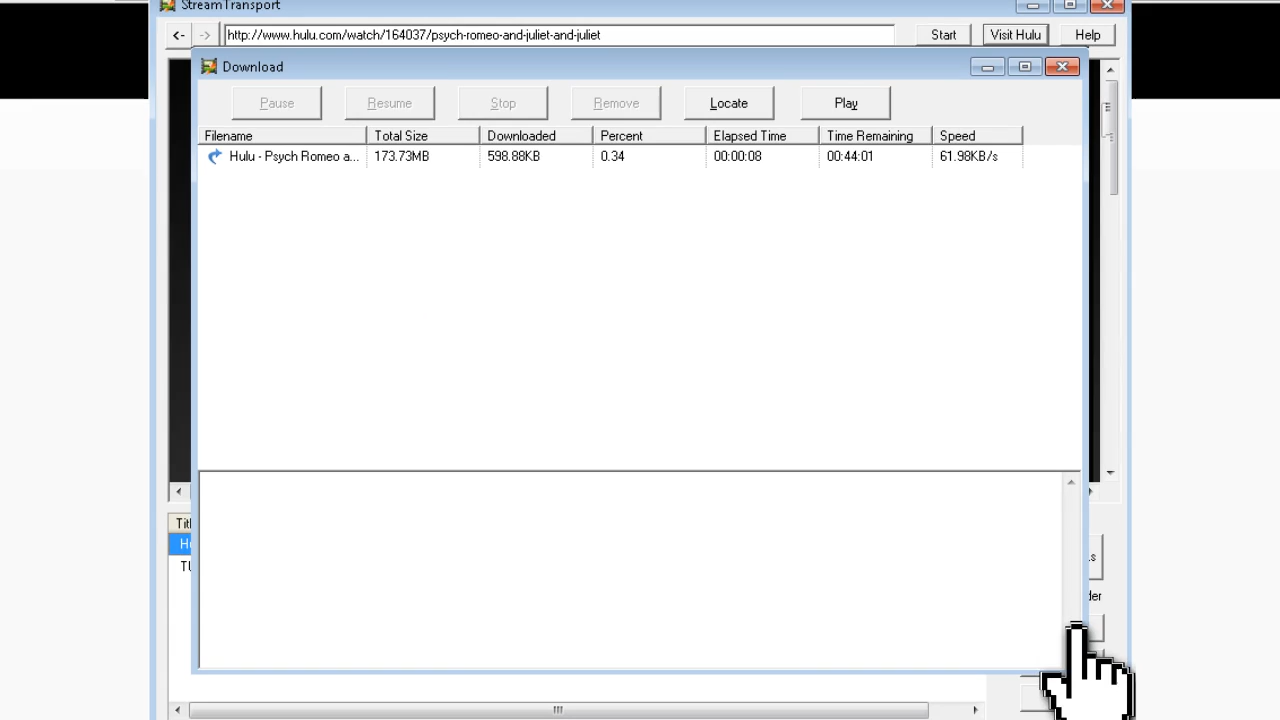 StreamTransport
http://www.hulu.com/watch/164037/psych-romeo-and-juliet-and-juliet Start Visit Hulu Help
Download
Pause Resume Stop Remove Locate Play
Filename Total Size Downloaded Percent Elapsed Time Time Remaining Speed
Hulu - Psych Romeo a... 173.73MB 598.88KB 0.34 00:00:08 00:44:01 61.98KB/s